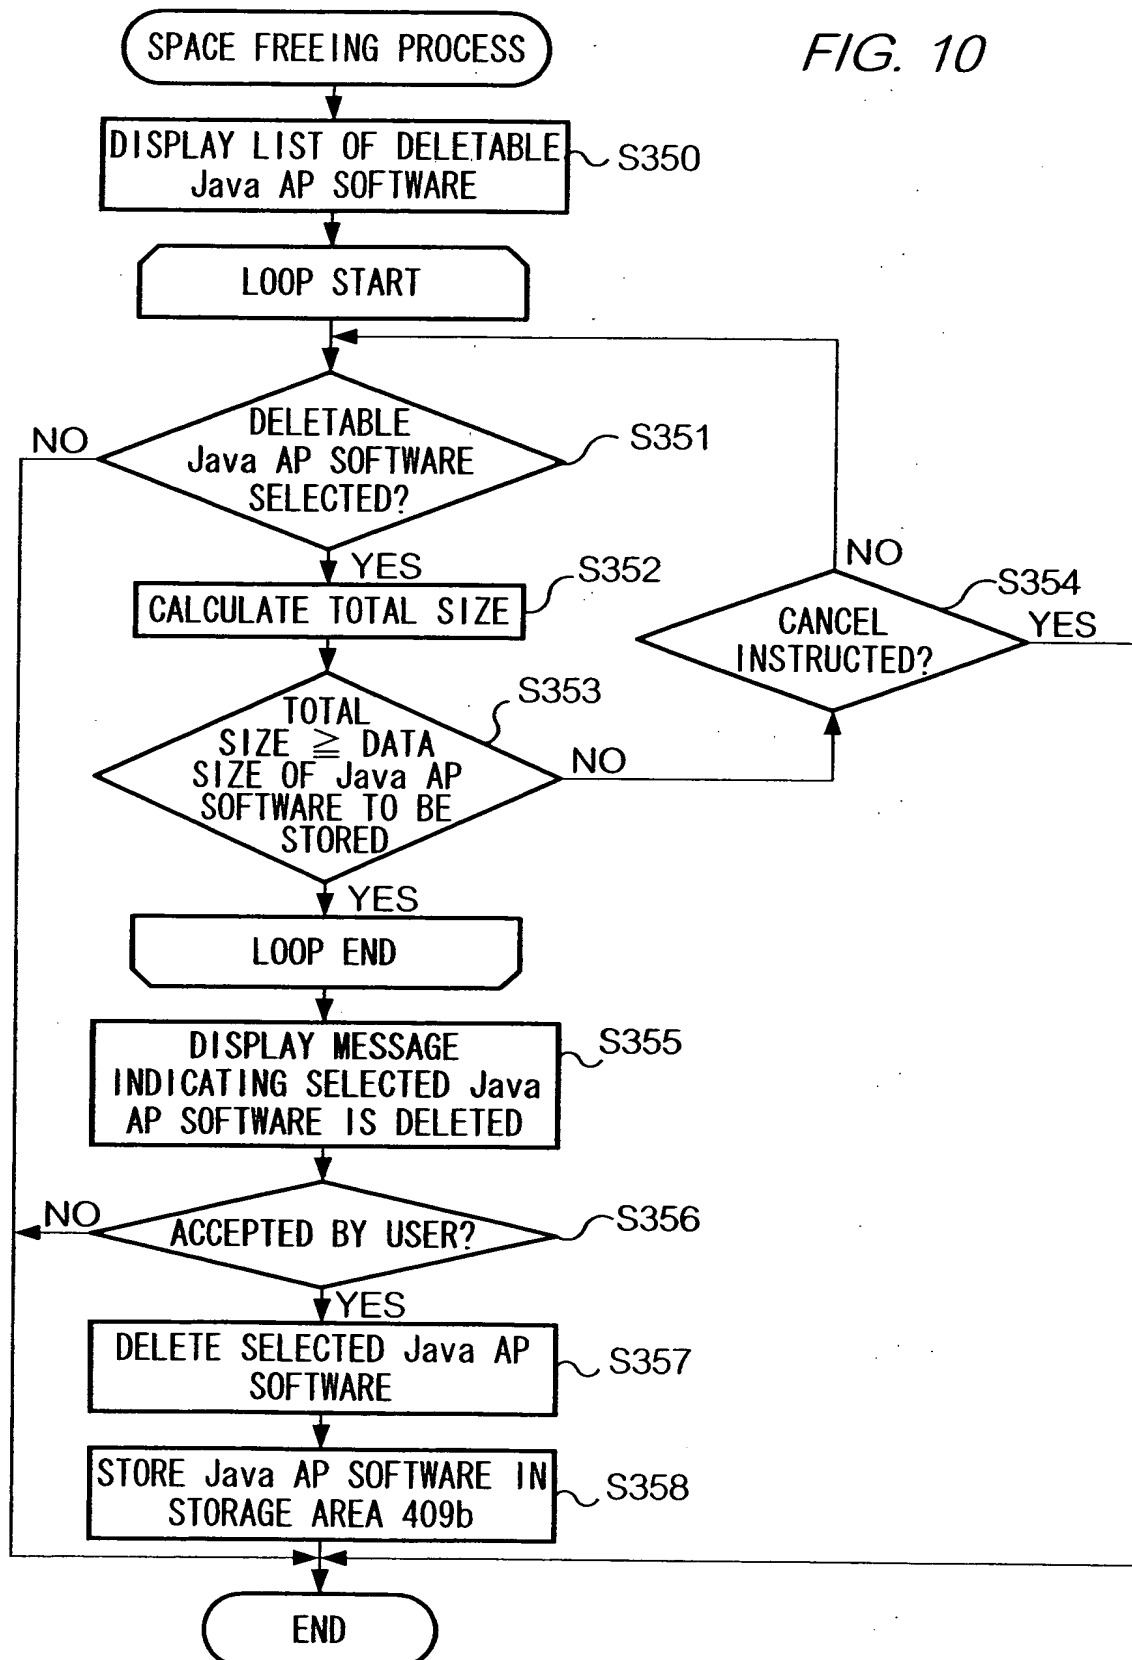 FIG. 10
SPACE FREEING PROCESS
DISPLAY LIST OF DELETABLE
Java AP SOFTWARE
S350
LOOP START
DELETABLE
Java AP SOFTWARE
SELECTED?
S351
NO
YES
CALCULATE TOTAL SIZE
S352
TOTAL
SIZE ≧ DATA
SIZE OF Java AP
SOFTWARE TO BE
STORED
S353
NO
YES
CANCEL
INSTRUCTED?
S354
NO
YES
LOOP END
DISPLAY MESSAGE
INDICATING SELECTED Java
AP SOFTWARE IS DELETED
S355
ACCEPTED BY USER?
S356
NO
YES
DELETE SELECTED Java AP
SOFTWARE
S357
STORE Java AP SOFTWARE IN
STORAGE AREA 409b
S358
END